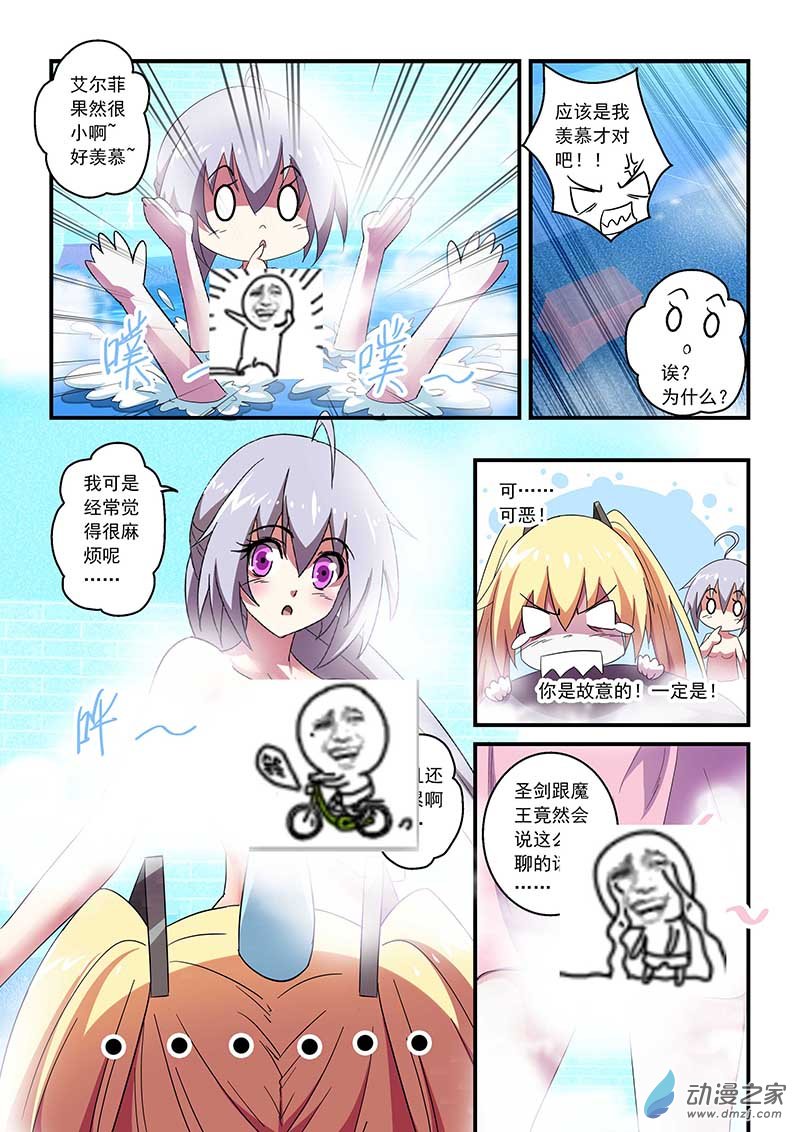 艾尔菲
果然很
小啊~
好羡慕~
噗～
噗～
应该是我
羡慕才对
吧！！
诶？
为什么？
我可是
经常觉
得很麻
烦呢
……
可……
可恶！
你是故意的！一定是！
还
啊
圣剑跟魔
王竟然会
说这么
聊的
……
动漫之家
www.dmzj.com